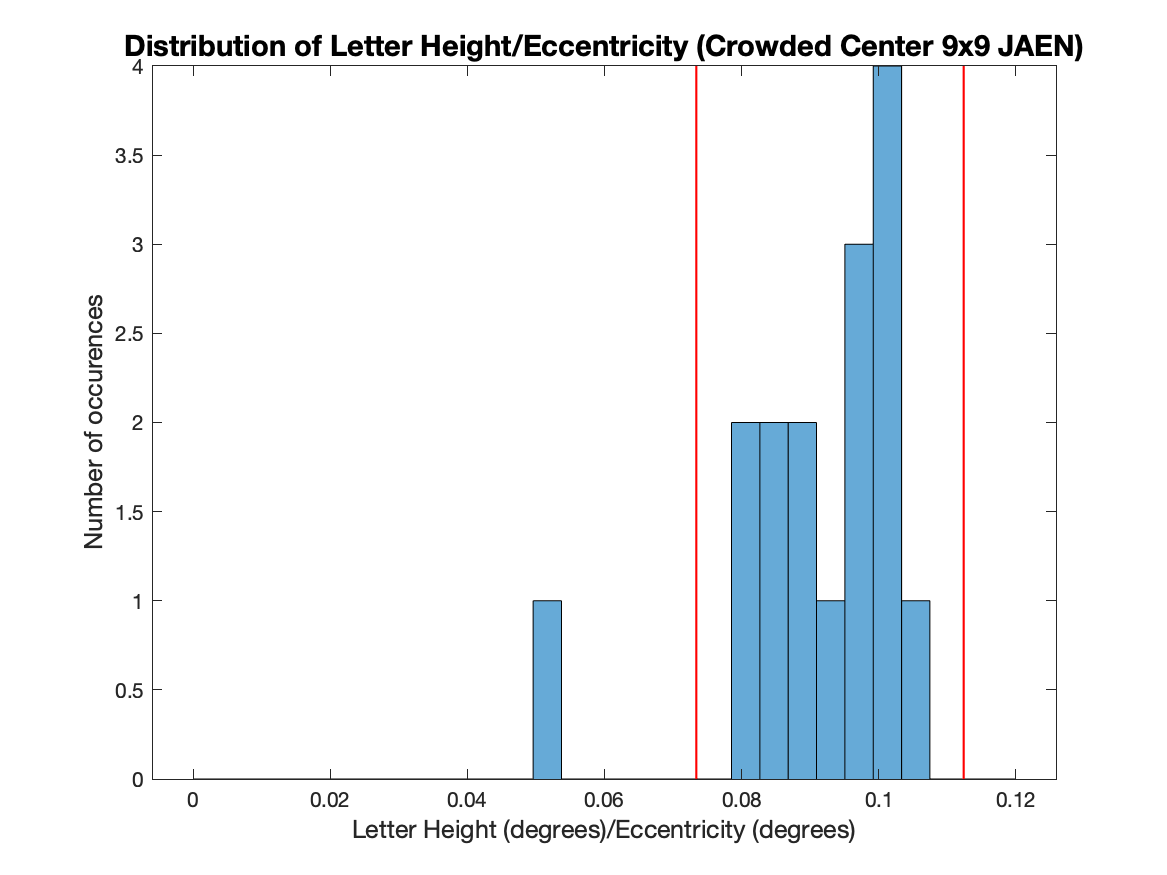 Distribution of Letter Height/Eccentricity (Crowded Center 9x9 JAEN)
4
3.5
3
2.5
2
1.5
1
0.5
0
Number of occurences
0 0.02 0.04 0.06 0.08 0.1 0.12
Letter Height (degrees)/Eccentricity (degrees)